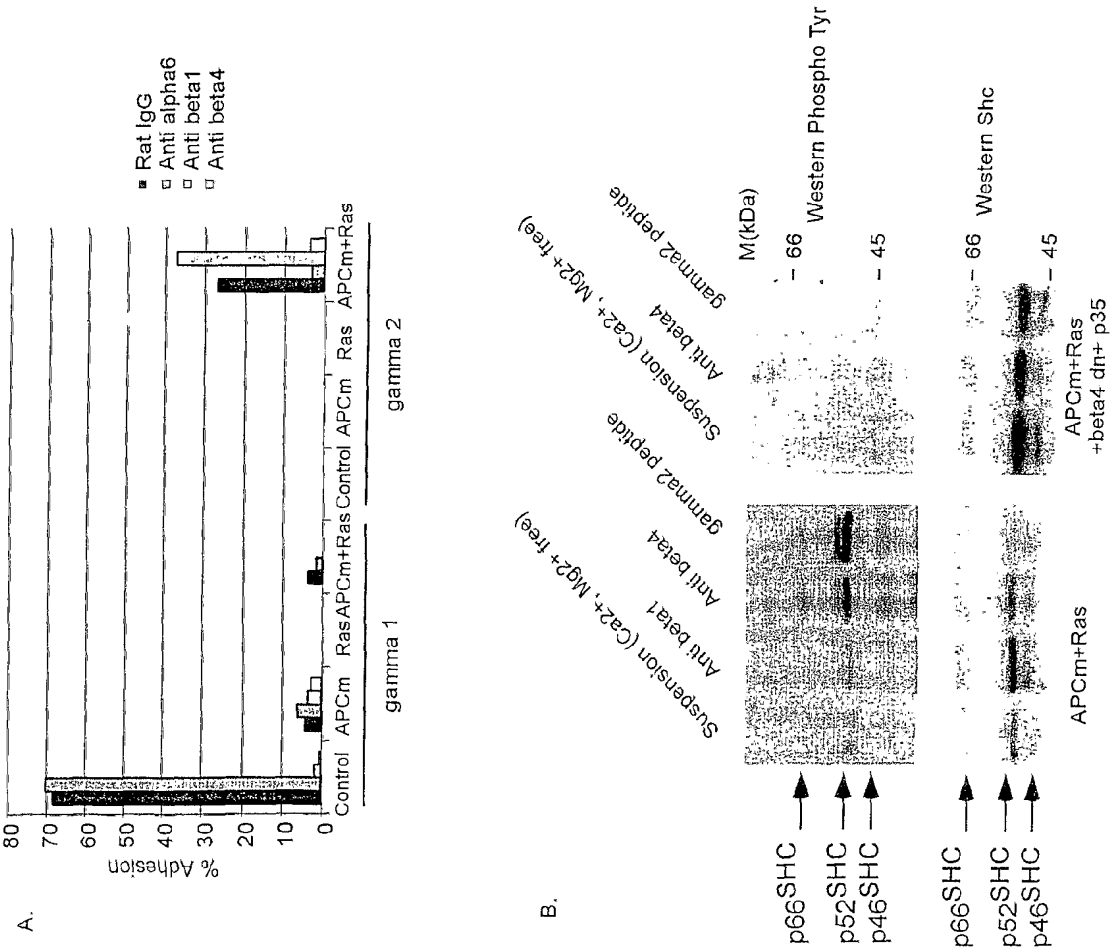 A.
80
70
60
50
40
30
20
10
0
% Adhesion
Control
APCm
Ras
APCm+Ras
Control
APCm
Ras
APCm+Ras
gamma 1
gamma 2
Rat IgG
Anti alpha6
Anti beta1
Anti beta4
B.
Suspension (Ca2+, Mg2+ free)
Anti beta1
Anti beta4
gamma2 peptide
Suspension (Ca2+, Mg2+ free)
Anti beta4
gamma2 peptide
M(kDa)
p66SHC
p52SHC
p46SHC
– 66
– 45
Western Phospho Tyr
p66SHC
p52SHC
p46SHC
– 66
– 45
Western Shc
APCm+Ras
APCm+Ras
+beta4 dn+ p35